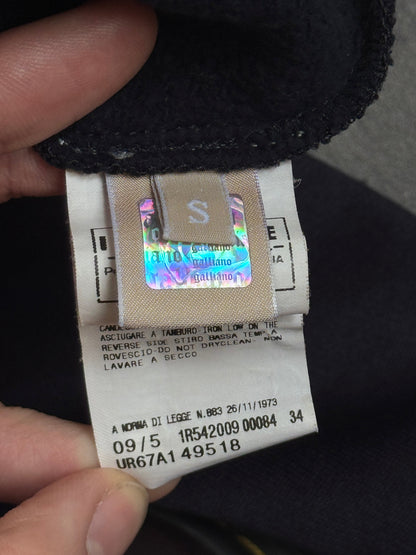 S
galliano
galliano
galliano
ASCIUGARE A TAMBURO-IRON LOW ON THE
REVERSE SIDE STIRO BASSA TEMP.A
ROVESCIO-DO NOT DRYCLEAN- NON
LAVARE A SECCO
A NORMA DI LEGGE N.883 26/11/1973
09/5 1R542009 00084 34
UR67A1 49518